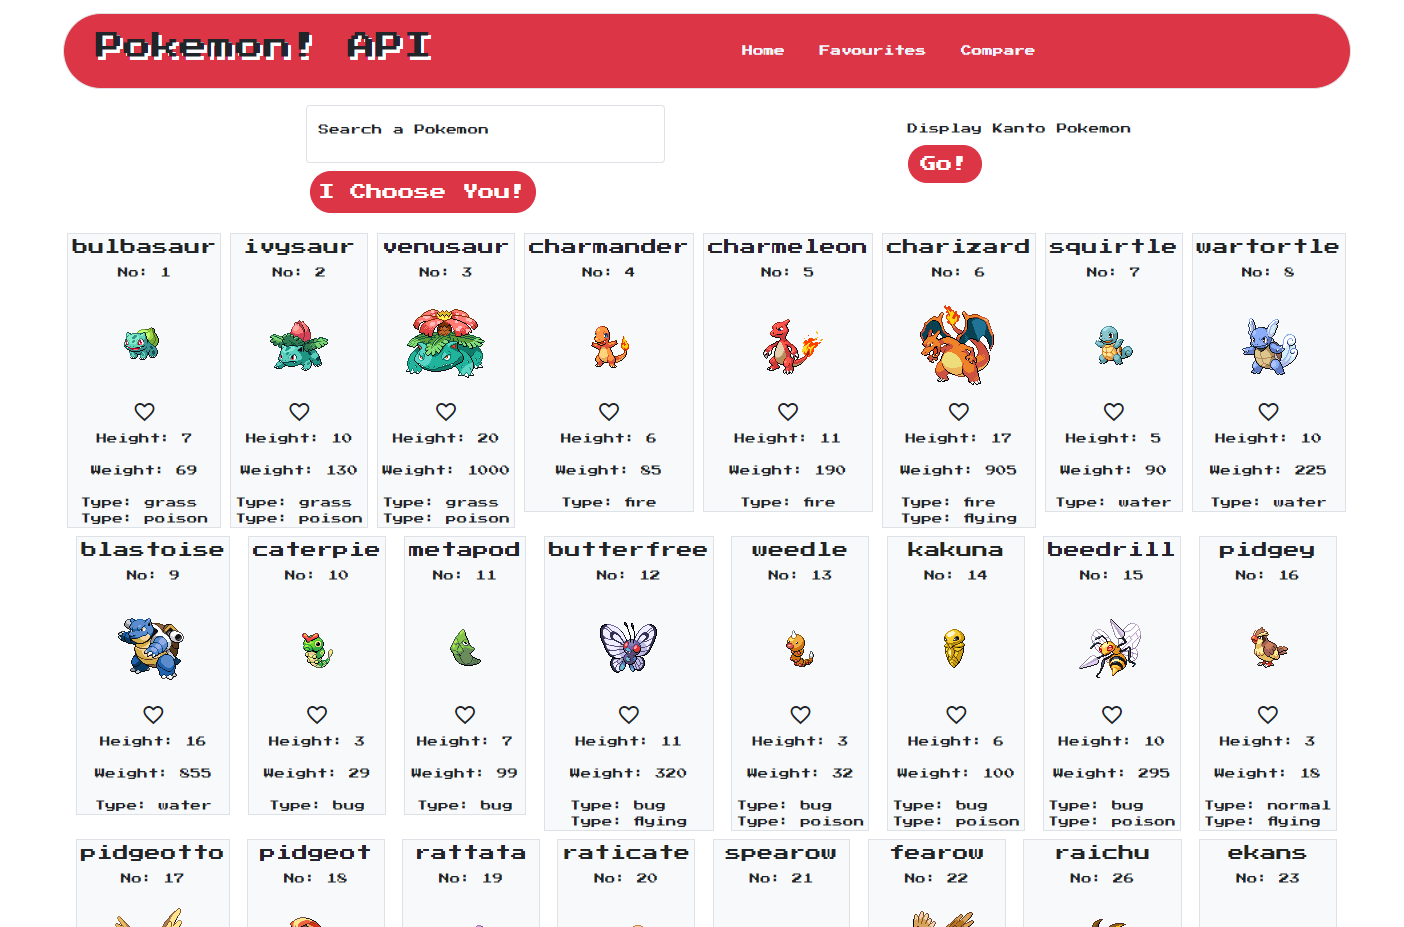 Pokemon! API
Home Favourites Compare
Search a Pokemon
I Choose You!
Display Kanto Pokemon
Go!
bulbasaur
No: 1
Height: 7
Weight: 69
Type: grass
Type: poison
ivysaur
No: 2
Height: 10
Weight: 130
Type: grass
Type: poison
venusaur
No: 3
Height: 20
Weight: 1000
Type: grass
Type: poison
charmander
No: 4
Height: 6
Weight: 85
Type: fire
charmeleon
No: 5
Height: 11
Weight: 190
Type: fire
charizard
No: 6
Height: 17
Weight: 905
Type: fire
Type: flying
squirtle
No: 7
Height: 5
Weight: 90
Type: water
wartortle
No: 8
Height: 10
Weight: 225
Type: water
blastoise
No: 9
Height: 16
Weight: 855
Type: water
caterpie
No: 10
Height: 3
Weight: 29
Type: bug
metapod
No: 11
Height: 7
Weight: 99
Type: bug
butterfree
No: 12
Height: 11
Weight: 320
Type: bug
Type: flying
weedle
No: 13
Height: 3
Weight: 32
Type: bug
Type: poison
kakuna
No: 14
Height: 6
Weight: 100
Type: bug
Type: poison
beedrill
No: 15
Height: 10
Weight: 295
Type: bug
Type: poison
pidgey
No: 16
Height: 3
Weight: 18
Type: normal
Type: flying
pidgeotto
No: 17
pidgeot
No: 18
rattata
No: 19
raticate
No: 20
spearow
No: 21
fearow
No: 22
raichu
No: 26
ekans
No: 23